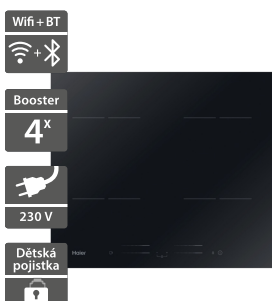 Wifi + BT
+
Booster
4x
230 V
Dětská
pojistka
Haier